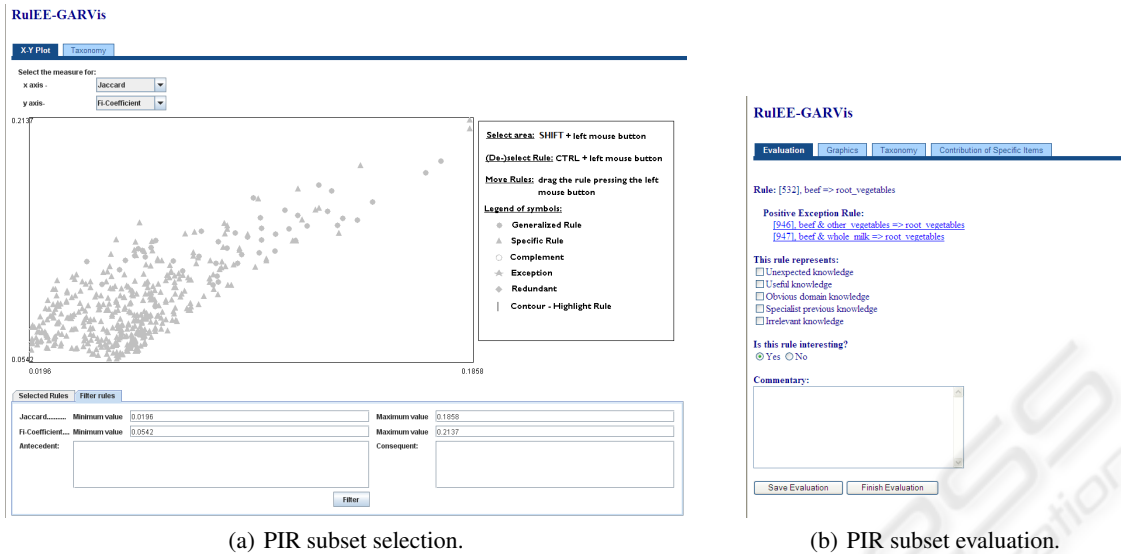 RulEE-GARVis
X-Y Plot Taxonomy
Select the measure for:
x axis - Jaccard
y axis- Fi-Coefficient
0.2137
0.0542
0.0196 0.1858
Select area: SHIFT + left mouse button
(De-)select Rule: CTRL + left mouse button
Move Rules: drag the rule pressing the left
mouse button
Legend of symbols:
Generalized Rule
Specific Rule
Complement
Exception
Redundant
Contour - Highlight Rule
Selected Rules Filter rules
Jaccard.......... Minimum value 0.0196 Maximum value 0.1858
Fi-Coefficient.... Minimum value 0.0542 Maximum value 0.2137
Antecedent: Consequent:
Filter
(a) PIR subset selection.
RulEE-GARVis
Evaluation Graphics Taxonomy Contribution of Specific Items
Rule: [532], beef => root_vegetables
Positive Exception Rule:
[946], beef & other_vegetables => root_vegetables
[947], beef & whole_milk => root_vegetables
This rule represents:
Unexpected knowledge
Useful knowledge
Obvious domain knowledge
Specialist previous knowledge
Irrelevant knowledge
Is this rule interesting?
Yes No
Commentary:
Save Evaluation Finish Evaluation
(b) PIR subset evaluation.